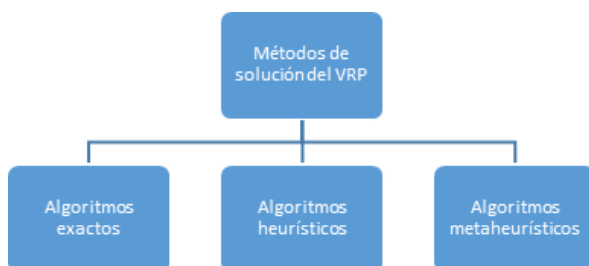 Métodos de
solución del VRP
Algoritmos
exactos
Algoritmos
heurísticos
Algoritmos
metaheurísticos